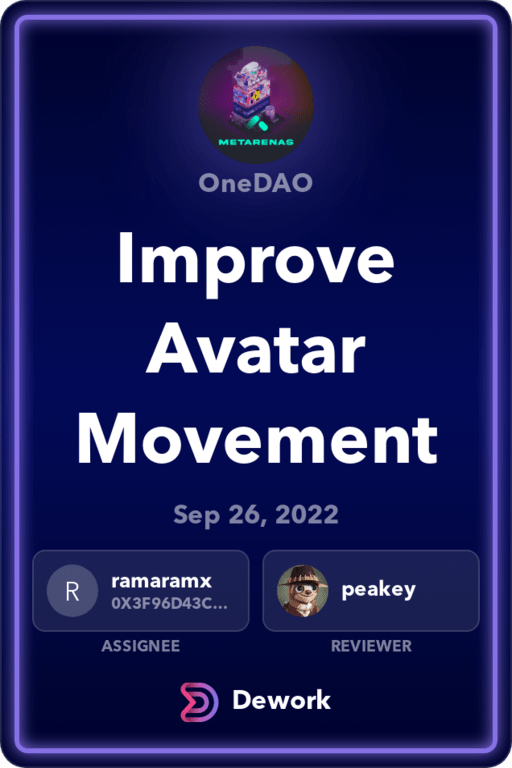 METARENAS
OneDAO
Improve
Avatar
Movement
Sep 26, 2022
R
ramaramx
0X3F96D43C...
ASSIGNEE
peakey
REVIEWER
Dework